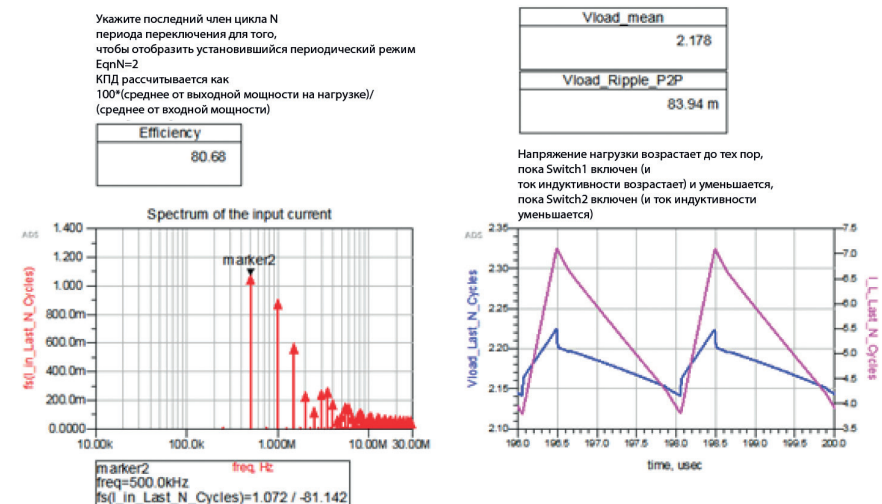 Укажите последний член цикла N
периода переключения для того,
чтобы отобразить установившийся периодический режим
EqnN=2
КПД рассчитывается как
100*(среднее от выходной мощности на нагрузке)/
(среднее от входной мощности)
Efficiency
80.68
Vload_mean
2.178
Vload_Ripple_P2P
83.94 m
Напряжение нагрузки возрастает до тех пор,
пока Switch1 включен (и
ток индуктивности возрастает) и уменьшается,
пока Switch2 включен (и ток индуктивности
уменьшается)
Spectrum of the input current
ADS
fs(I_in_Last_N_Cycles)
1.400
1.200
1.000
800.0m
600.0m
400.0m
200.0m
0.0000
marker2
10.00k 100.0k 1.000M 10.00M 30.00M
freq, Hz
marker2
freq=500.0kHz
fs(I_in_Last_N_Cycles)=1.072 / -81.142
ADS
Vload_Last_N_Cycles
2.35
2.30
2.25
2.20
2.15
2.10
7.5
7.0
6.5
6.0
5.5
5.0
4.5
4.0
3.5
I_L_Last_N_Cycles
196.0 196.5 197.0 197.5 198.0 198.5 199.0 199.5 200.0
time, usec